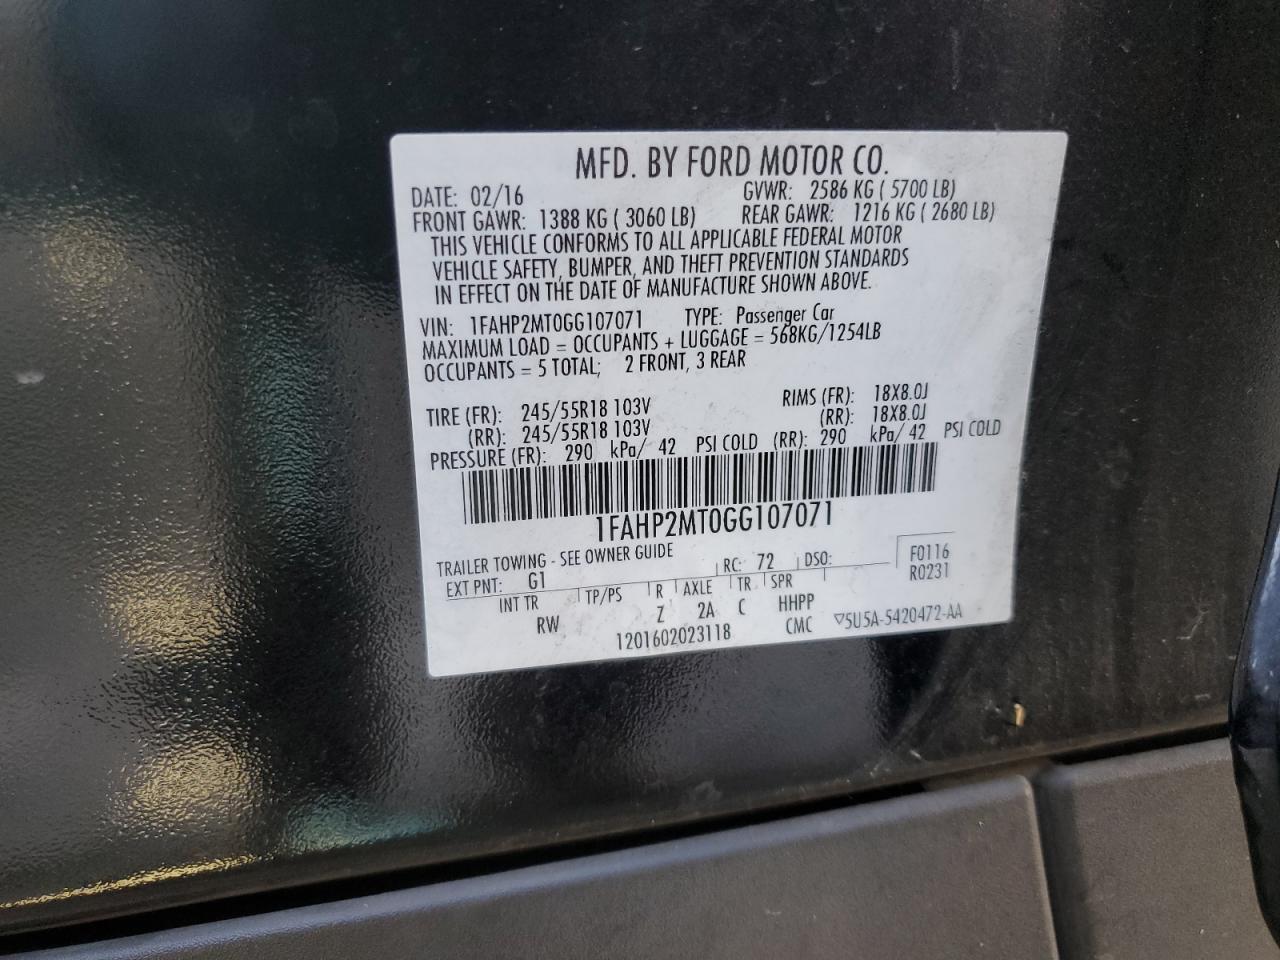 MFD. BY FORD MOTOR CO.
DATE: 02/16 GVWR: 2586 KG ( 5700 LB)
FRONT GAWR: 1388 KG ( 3060 LB) REAR GAWR: 1216 KG ( 2680 LB)
THIS VEHICLE CONFORMS TO ALL APPLICABLE FEDERAL MOTOR
VEHICLE SAFETY, BUMPER, AND THEFT PREVENTION STANDARDS
IN EFFECT ON THE DATE OF MANUFACTURE SHOWN ABOVE.
VIN: 1FAHP2MT0GG107071 TYPE: Passenger Car
MAXIMUM LOAD = OCCUPANTS + LUGGAGE = 568KG/1254LB
OCCUPANTS = 5 TOTAL; 2 FRONT, 3 REAR
TIRE (FR): 245/55R18 103V RIMS (FR): 18X8.0J
(RR): 245/55R18 103V (RR): 18X8.0J
PRESSURE (FR): 290 kPa/ 42 PSI COLD (RR): 290 kPa/ 42 PSI COLD
1FAHP2MT0GG107071
TRAILER TOWING - SEE OWNER GUIDE
EXT PNT: G1 RC: 72 DSO: F0116
INT TR TP/PS R AXLE TR SPR R0231
RW Z 2A C HHPP
1201602023118 CMC ▽5U5A-5420472-AA